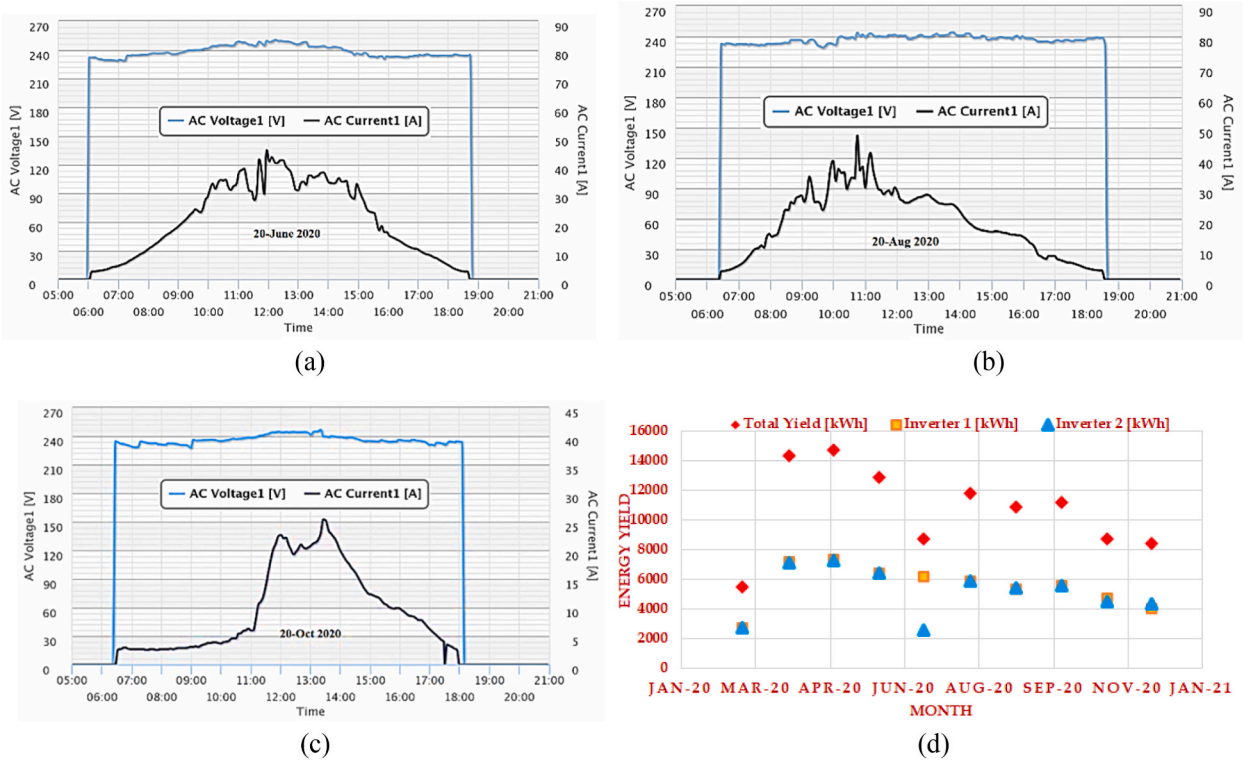 270 240 210 180 150 120 90 60 30 0
AC Voltage1 [V]
AC Voltage1 [V] AC Current1 [A]
20-June 2020
90 80 70 60 50 40 30 20 10 0
AC Current1 [A]
05:00 07:00 09:00 11:00 13:00 15:00 17:00 19:00 21:00
06:00 08:00 10:00 12:00 14:00 16:00 18:00 20:00
Time
(a)
270 240 210 180 150 120 90 60 30 0
AC Voltage1 [V]
AC Voltage1 [V] AC Current1 [A]
20-Aug 2020
90 80 70 60 50 40 30 20 10 0
AC Current1 [A]
05:00 07:00 09:00 11:00 13:00 15:00 17:00 19:00 21:00
06:00 08:00 10:00 12:00 14:00 16:00 18:00 20:00
Time
(b)
270 240 210 180 150 120 90 60 30 0
AC Voltage1 [V]
AC Voltage1 [V] AC Current1 [A]
20-Oct 2020
45 40 35 30 25 20 15 10 5 0
AC Current1 [A]
05:00 07:00 09:00 11:00 13:00 15:00 17:00 19:00 21:00
06:00 08:00 10:00 12:00 14:00 16:00 18:00 20:00
Time
(c)
Total Yield [kWh] Inverter 1 [kWh] Inverter 2 [kWh]
16000 14000 12000 10000 8000 6000 4000 2000 0
ENERGY YIELD
JAN-20 MAR-20 APR-20 JUN-20 AUG-20 SEP-20 NOV-20 JAN-21
MONTH
(d)